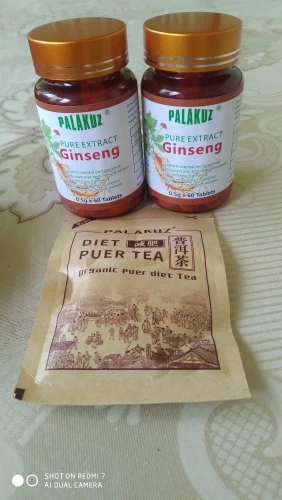 PALAKUZ®
PURE EXTRACT
Ginseng
0.5g x 60 Tablets
PALAKUZ®
PURE EXTRACT
Ginseng
0.5g x 60 Tablets
PALAKUZ®
DIET 減肥
PUER TEA
普洱茶
Organic Puer diet Tea
SHOT ON REDMI 7
AI DUAL CAMERA